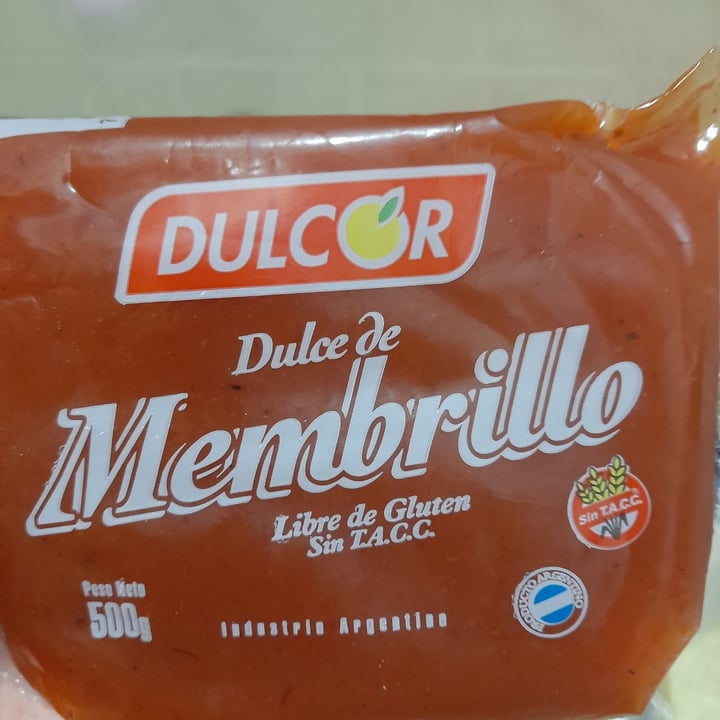 DULCOR
Dulce de
Membrillo
Libre de Gluten
Sin T.A.C.C.
Sin T.A.C.C.
Peso Neto
500g
Industria Argentina
PRODUCTO ARGENTINO